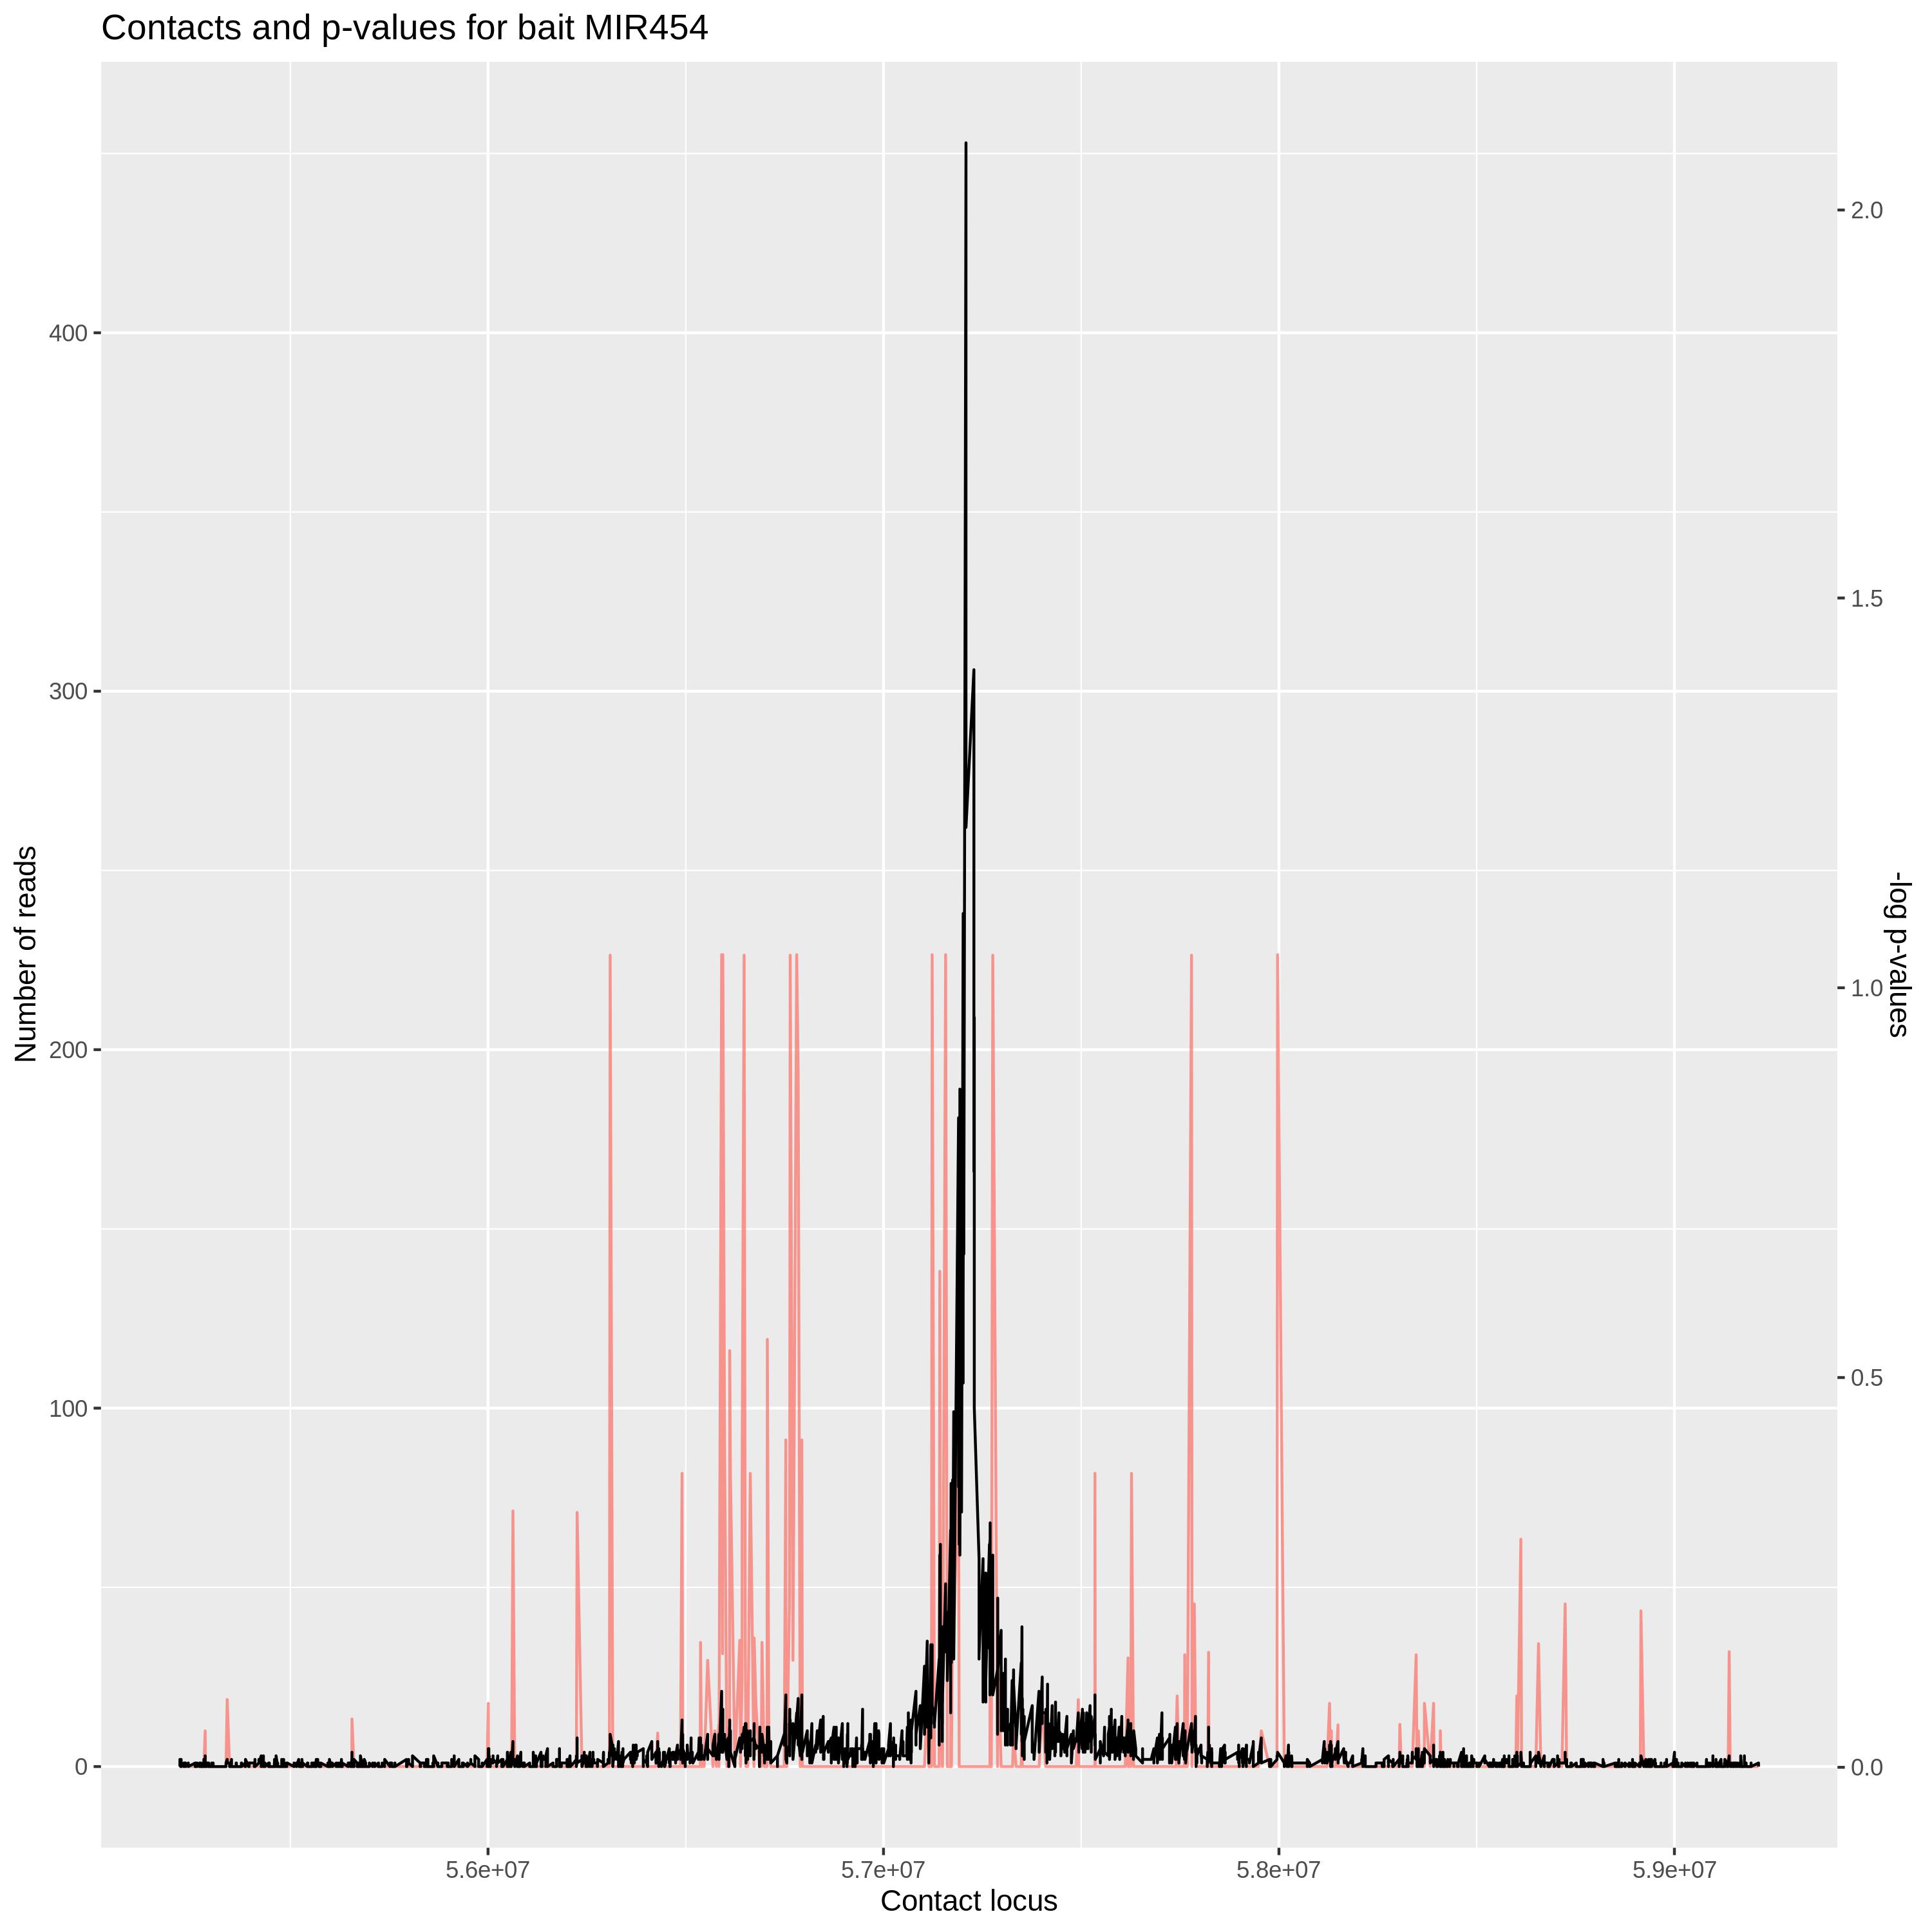 Contacts and p-values for bait MIR454
400
300
200
100
0
Number of reads
2.0
1.5
1.0
0.5
0.0
-log p-values
5.6e+07
5.7e+07
5.8e+07
5.9e+07
Contact locus